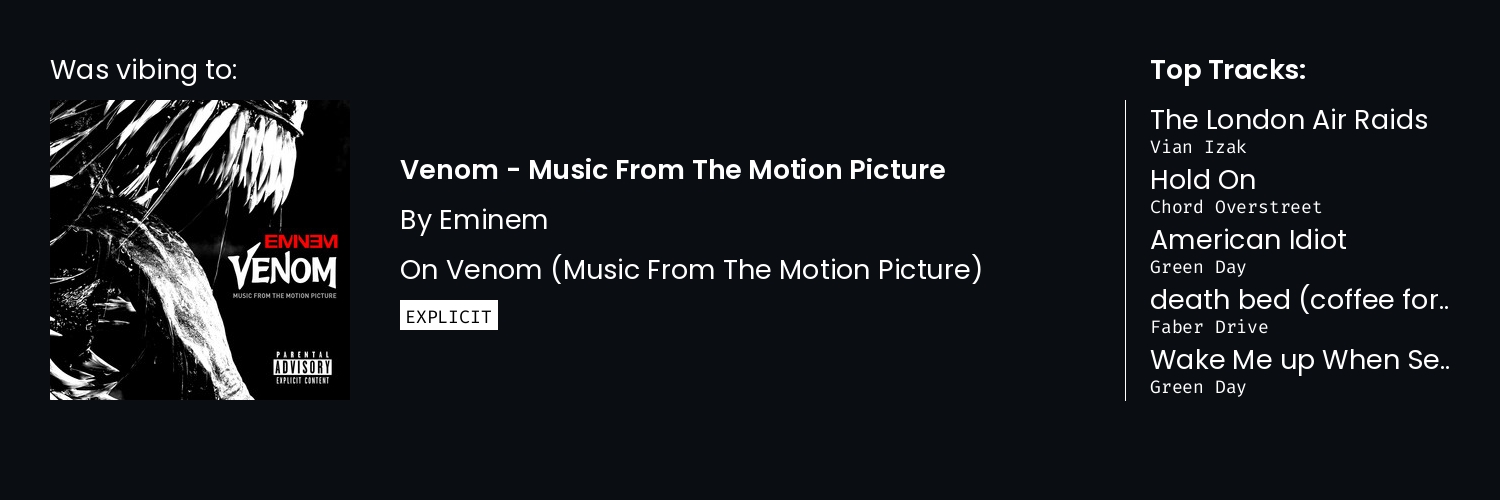 Was vibing to:
EMINEM
VENOM
MUSIC FROM THE MOTION PICTURE
PARENTAL
ADVISORY
EXPLICIT CONTENT
Venom - Music From The Motion Picture
By Eminem
On Venom (Music From The Motion Picture)
EXPLICIT
Top Tracks:
The London Air Raids
Vian Izak
Hold On
Chord Overstreet
American Idiot
Green Day
death bed (coffee for..
Faber Drive
Wake Me up When Se..
Green Day